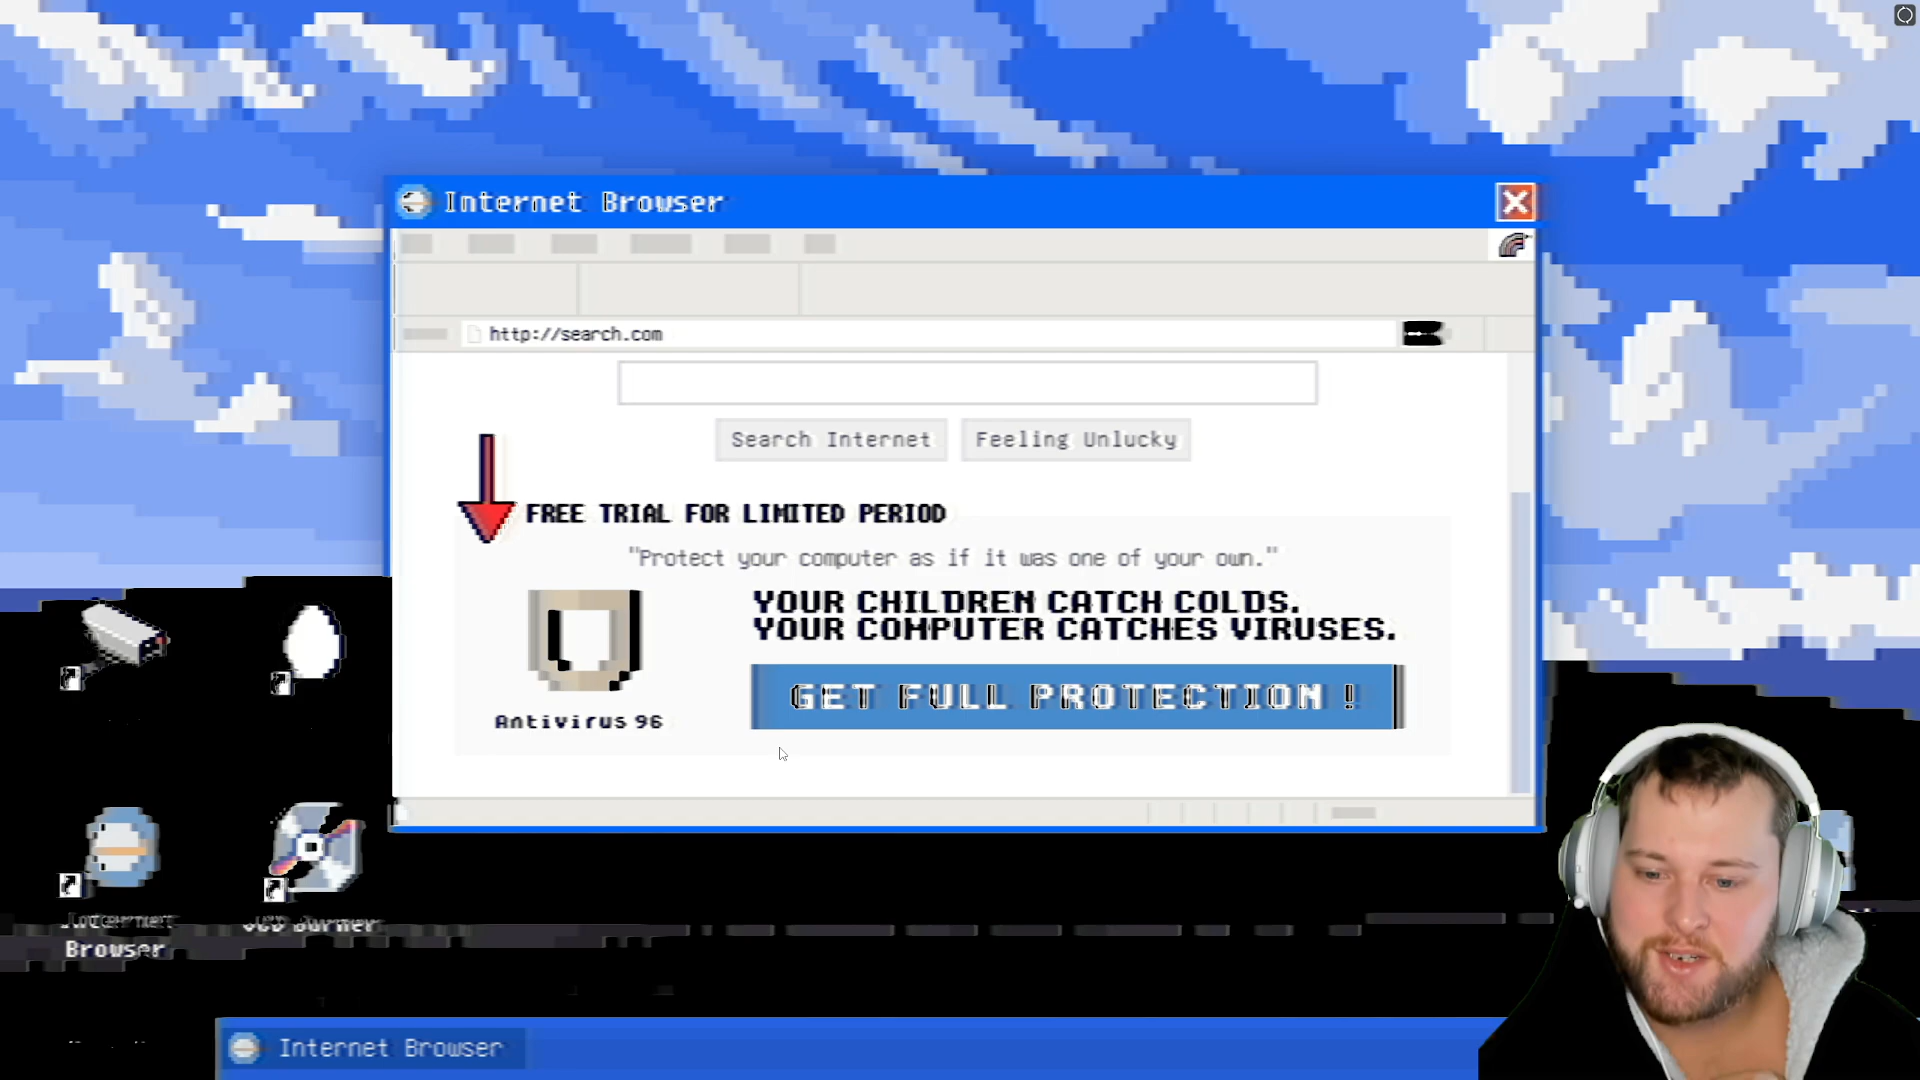 Internet Browser
http://search.com
Search Internet
Feeling Unlucky
FREE TRIAL FOR LIMITED PERIOD
"Protect your computer as if it was one of your own."
YOUR CHILDREN CATCH COLDS.
YOUR COMPUTER CATCHES VIRUSES.
GET FULL PROTECTION !
Antivirus 96
Internet
Browser
Burner
Internet Browser